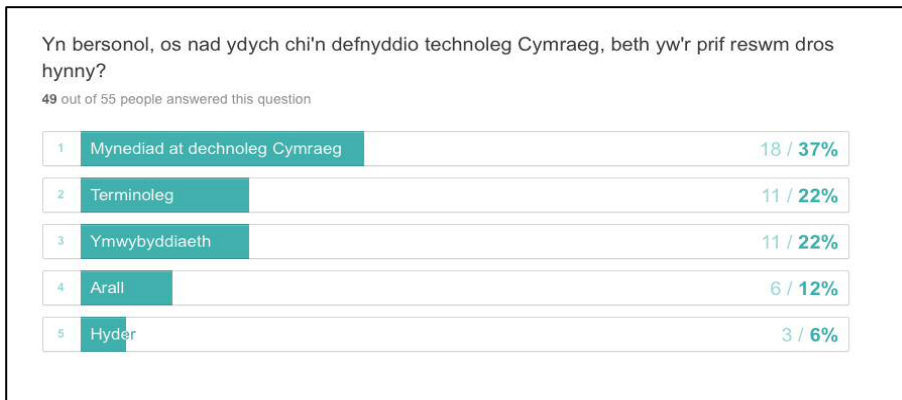 Yn bersonol, os nad ydych chi'n defnyddio technoleg Cymraeg, beth yw'r prif reswm dros
hynny?
49 out of 55 people answered this question
1 Mynediad at dechnoleg Cymraeg 18 / 37%
2 Terminoleg 11 / 22%
3 Ymwybyddiaeth 11 / 22%
4 Arall 6 / 12%
5 Hyder 3 / 6%